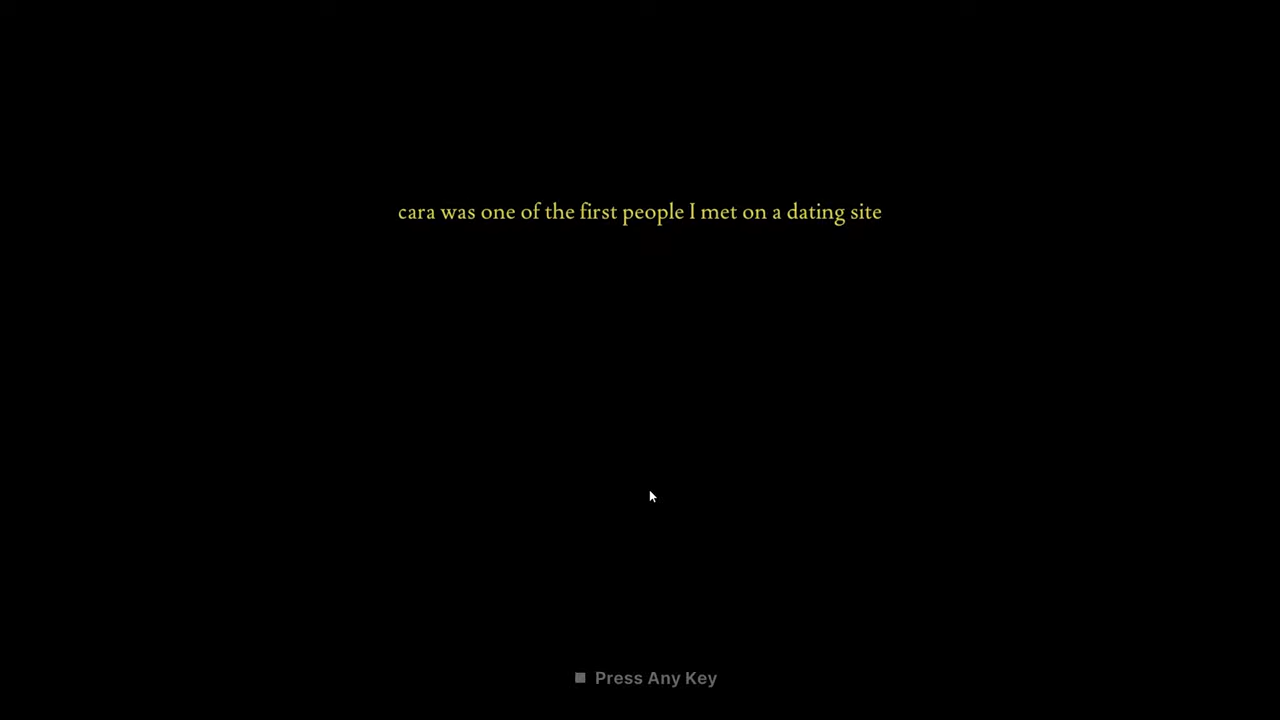 cara was one of the first people I met on a dating site
Press Any Key